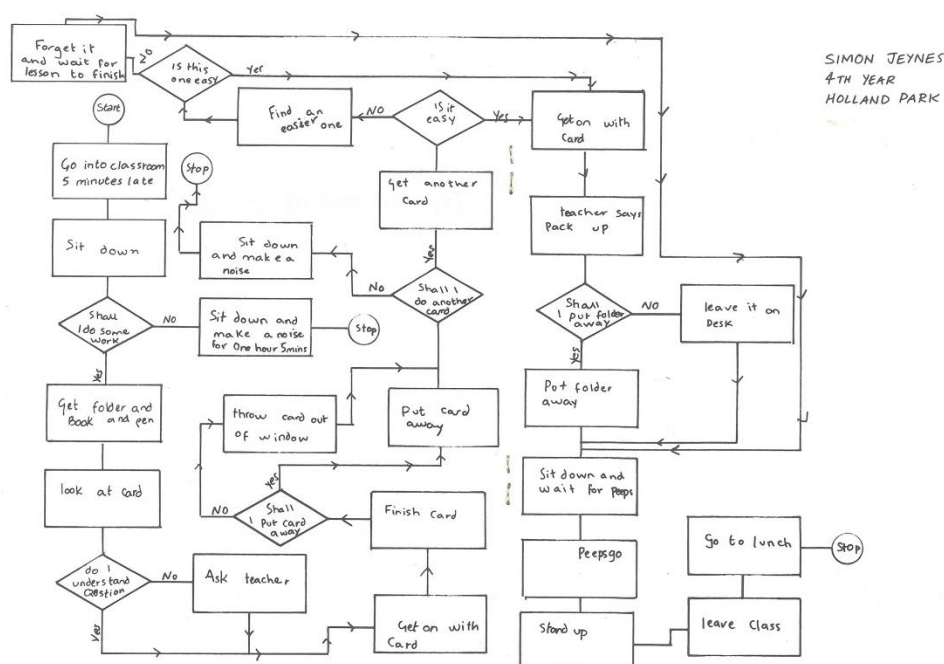 SIMON JEYNES
4TH YEAR
HOLLAND PARK
Forget it
and wait for
lesson to finish
NO
Is this
one easy
Yes
Find an
easier
one
NO
Is it
easy
Yes
Get on with
Card
Start
Go into classroom
5 minutes late
Stop
Get another
Card
teacher says
Pack up
Sit down
Sit down
and make a
noise
NO
Yes
Shall I
do another
card
Shall
I do some
work
NO
Sit down and
make a noise
for One hour 5mins
Stop
Shall
I put folder
away
NO
leave it on
Desk
Yes
Yes
Get folder and
Book and pen
throw card out
of window
Put card
away
Put folder
away
look at card
NO
Yes
Shall
I put card
away
Finish Card
Sit down and
wait for peeps
do I
understand
Question
NO
Ask teacher
Peepsgo
Go to lunch
Stop
Yes
Get on with
Card
Stand up
leave Class